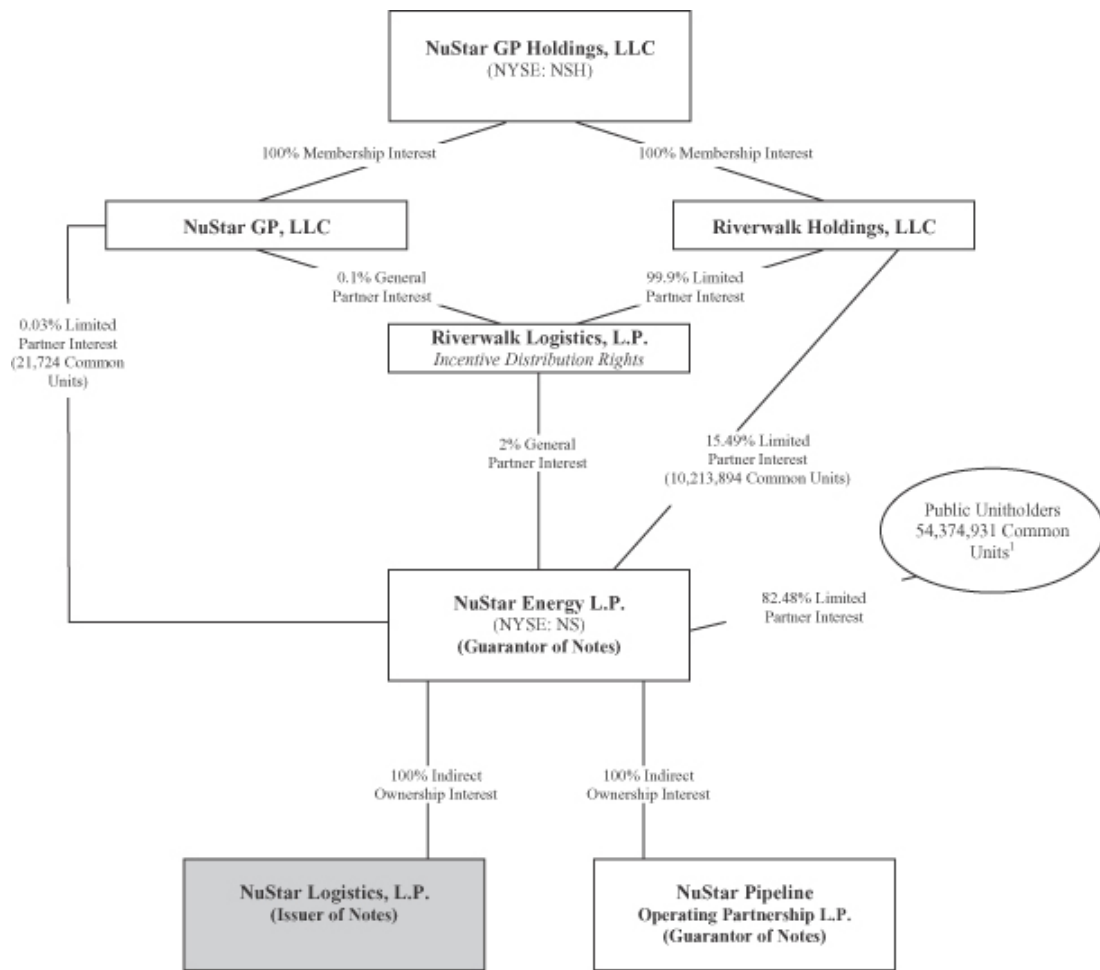 NuStar GP Holdings, LLC
(NYSE: NSH)
100% Membership Interest
100% Membership Interest
NuStar GP, LLC
Riverwalk Holdings, LLC
0.1% General
Partner Interest
99.9% Limited
Partner Interest
0.03% Limited
Partner Interest
(21,724 Common
Units)
Riverwalk Logistics, L.P.
Incentive Distribution Rights
2% General
Partner Interest
15.49% Limited
Partner Interest
(10,213,894 Common Units)
Public Unitholders
54,374,931 Common
Units1
82.48% Limited
Partner Interest
NuStar Energy L.P.
(NYSE: NS)
(Guarantor of Notes)
100% Indirect
Ownership Interest
100% Indirect
Ownership Interest
NuStar Logistics, L.P.
(Issuer of Notes)
NuStar Pipeline
Operating Partnership L.P.
(Guarantor of Notes)